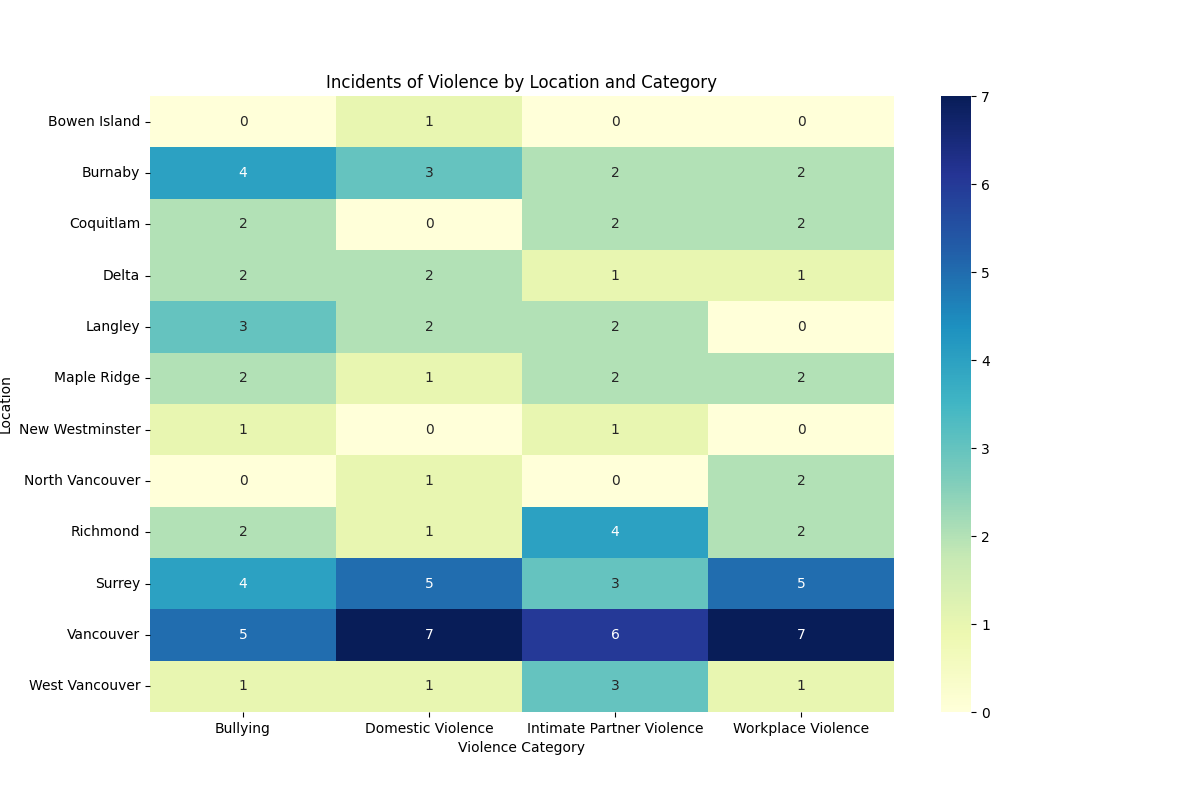 Incidents of Violence by Location and Category
Location
Bowen Island 0 1 0 0
Burnaby 4 3 2 2
Coquitlam 2 0 2 2
Delta 2 2 1 1
Langley 3 2 2 0
Maple Ridge 2 1 2 2
New Westminster 1 0 1 0
North Vancouver 0 1 0 2
Richmond 2 1 4 2
Surrey 4 5 3 5
Vancouver 5 7 6 7
West Vancouver 1 1 3 1
Bullying Domestic Violence Intimate Partner Violence Workplace Violence
Violence Category
7
6
5
4
3
2
1
0